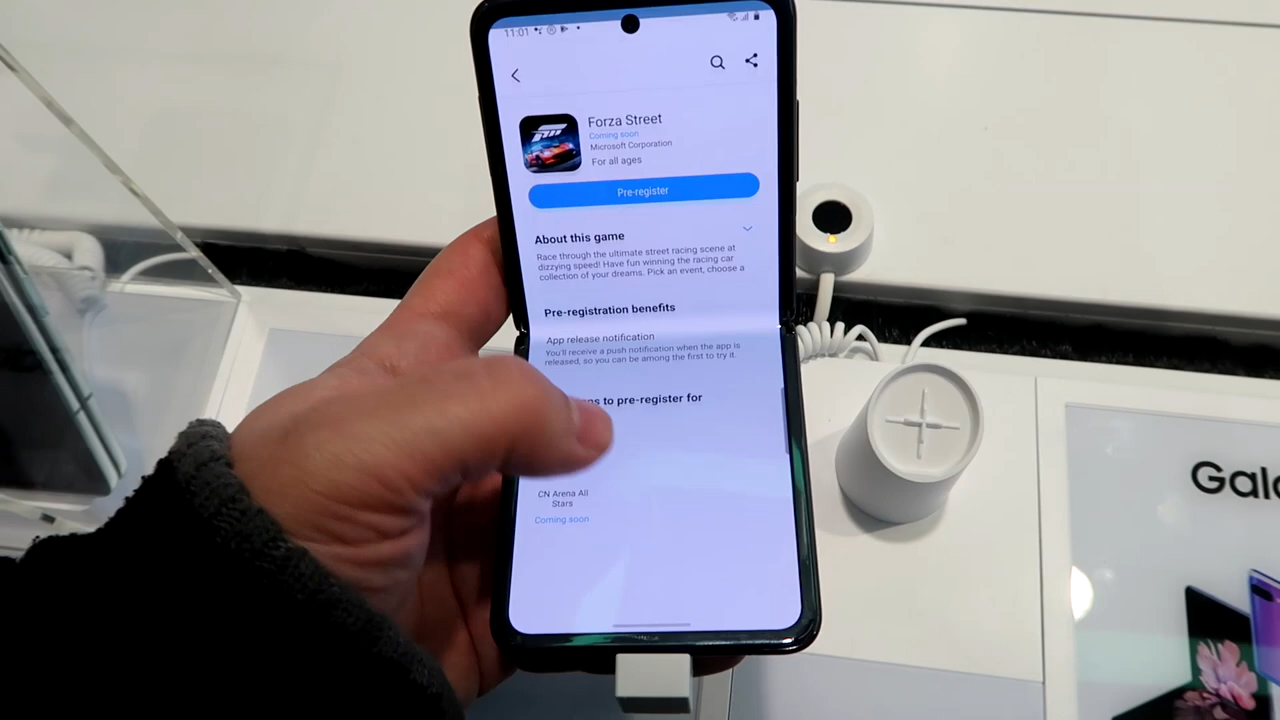 11:01
Forza Street
Coming soon
Microsoft Corporation
For all ages
Pre-register
About this game
Race through the ultimate street racing scene at
dizzying speed! Have fun winning the racing car
collection of your dreams. Pick an event, choose a
Pre-registration benefits
App release notification
You'll receive a push notification when the app is
released, so you can be among the first to try it.
to pre-register for
CN Arena All
Stars
Coming soon
Gala